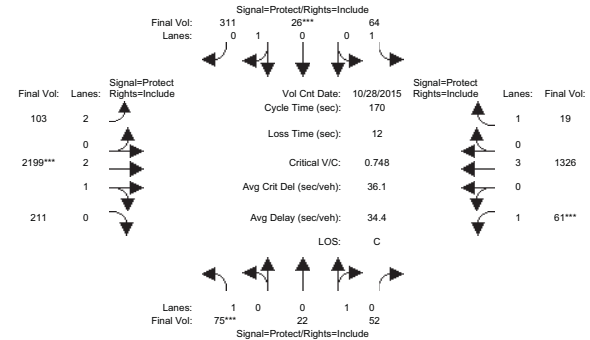 Signal=Protect/Rights=Include
Final Vol: 311 26*** 64
Lanes: 0 1 0 0 1
Signal=Protect
Final Vol: Lanes: Rights=Include
Vol Cnt Date: 10/28/2015
Signal=Protect
Rights=Include Lanes: Final Vol:
Cycle Time (sec): 170
103 2
1 19
Loss Time (sec): 12
0
0
2199*** 2
Critical V/C: 0.748
3 1326
1
Avg Crit Del (sec/veh): 36.1
0
211 0
Avg Delay (sec/veh): 34.4
1 61***
LOS: C
Lanes: 1 0 0 1 0
Final Vol: 75*** 22 52
Signal=Protect/Rights=Include